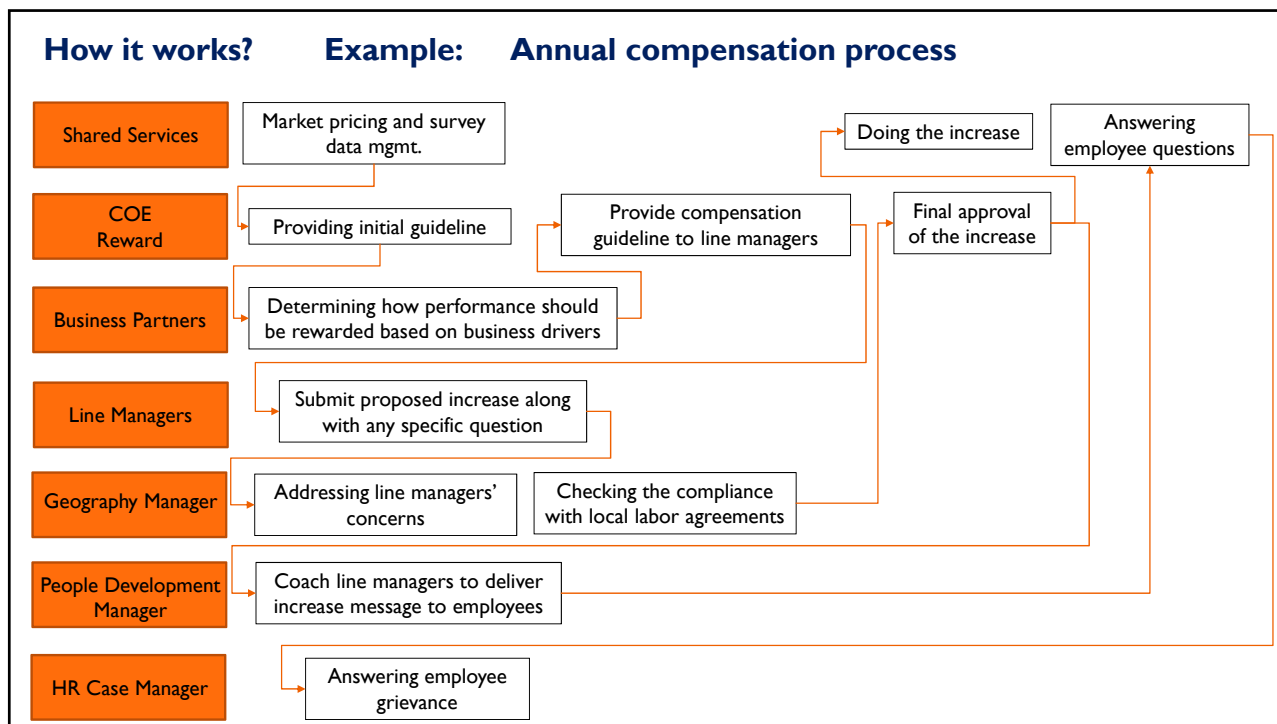 How it works? Example: Annual compensation process
Shared Services
Market pricing and survey
data mgmt.
Doing the increase
Answering
employee questions
COE
Reward
Providing initial guideline
Provide compensation
guideline to line managers
Final approval
of the increase
Business Partners
Determining how performance should
be rewarded based on business drivers
Line Managers
Submit proposed increase along
with any specific question
Geography Manager
Addressing line managers’
concerns
Checking the compliance
with local labor agreements
People Development
Manager
Coach line managers to deliver
increase message to employees
HR Case Manager
Answering employee
grievance